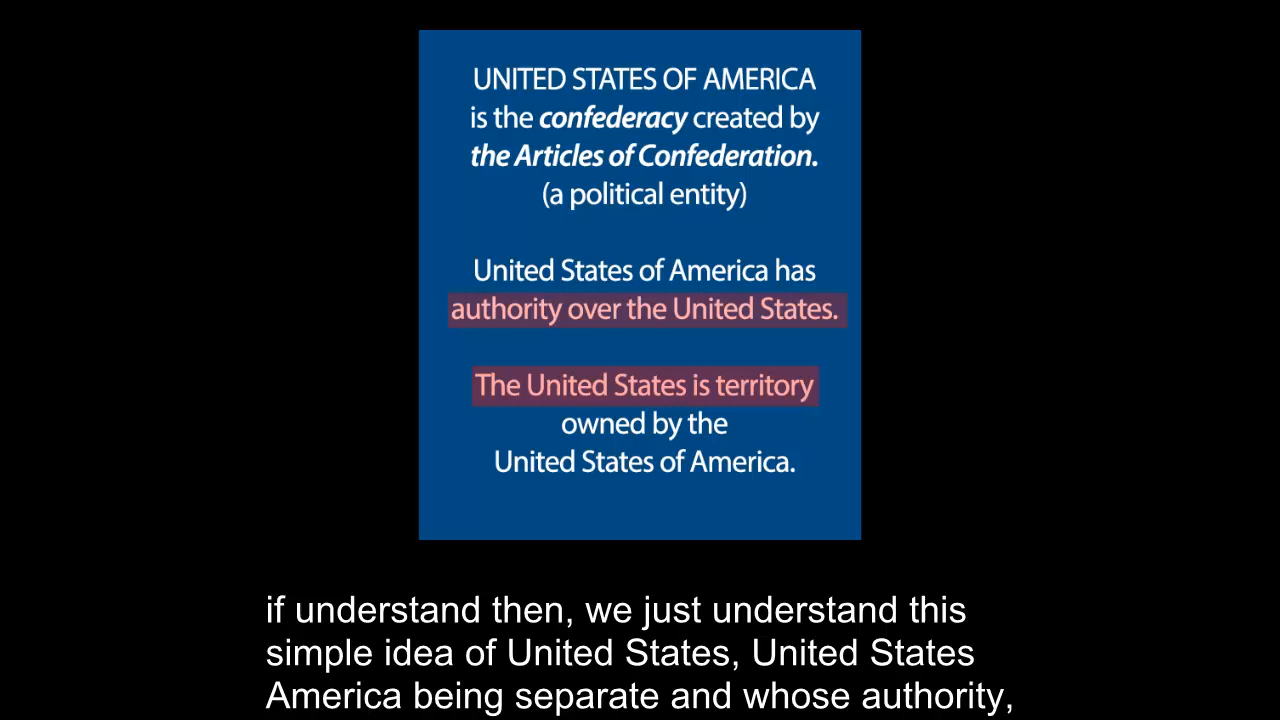 UNITED STATES OF AMERICA
is the confederacy created by
the Articles of Confederation.
(a political entity)
United States of America has
authority over the United States.
The United States is territory
owned by the
United States of America.
if understand then, we just understand this
simple idea of United States, United States
America being separate and whose authority,